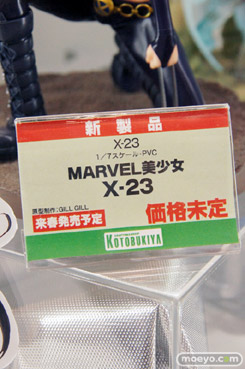 新製品
X-23
1/7スケール・PVC
MARVEL美少女
X-23
原型制作:GILL GILL
来春発売予定
価格未定
KOTOBUKIYA
moeyo.com